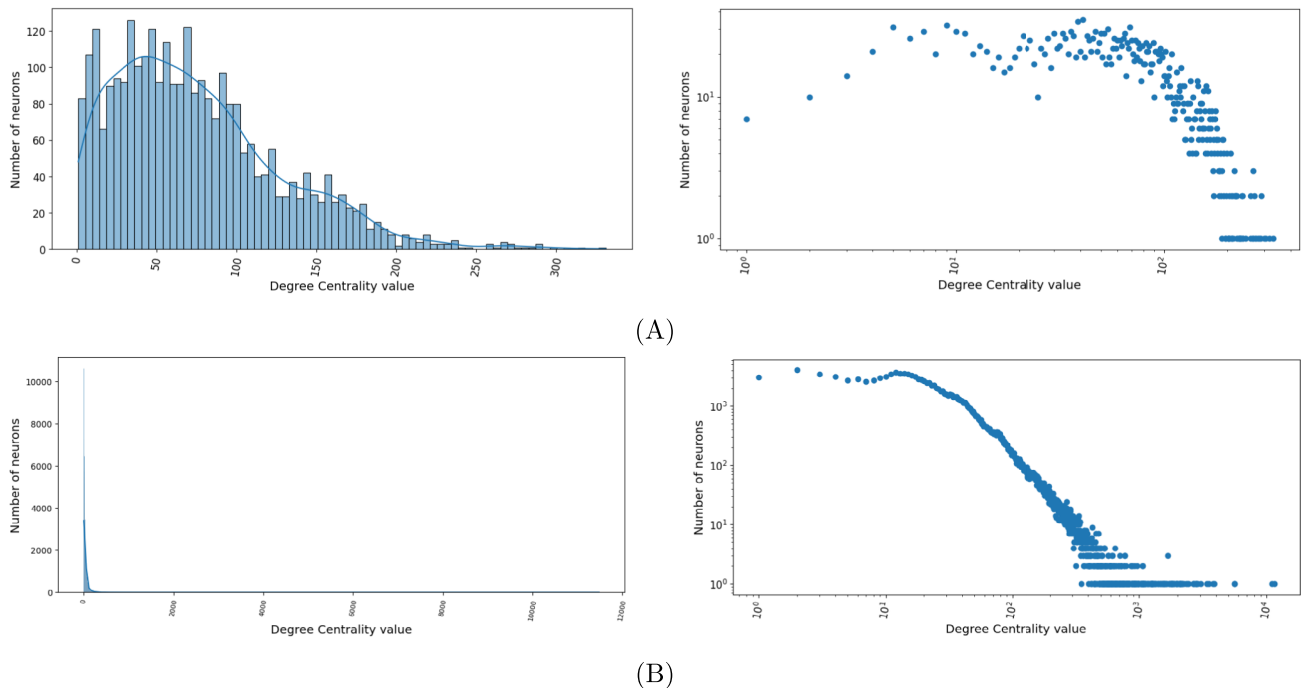 120
100
80
60
40
20
0
Number of neurons
0 50 100 150 200 250 300
Degree Centrality value
10¹
10⁰
Number of neurons
10⁰ 10¹ 10²
Degree Centrality value
(A)
10000
8000
6000
4000
2000
0
Number of neurons
0 2000 4000 6000 8000 10000 12000
Degree Centrality value
10³
10²
10¹
10⁰
Number of neurons
10⁰ 10¹ 10² 10³ 10⁴
Degree Centrality value
(B)